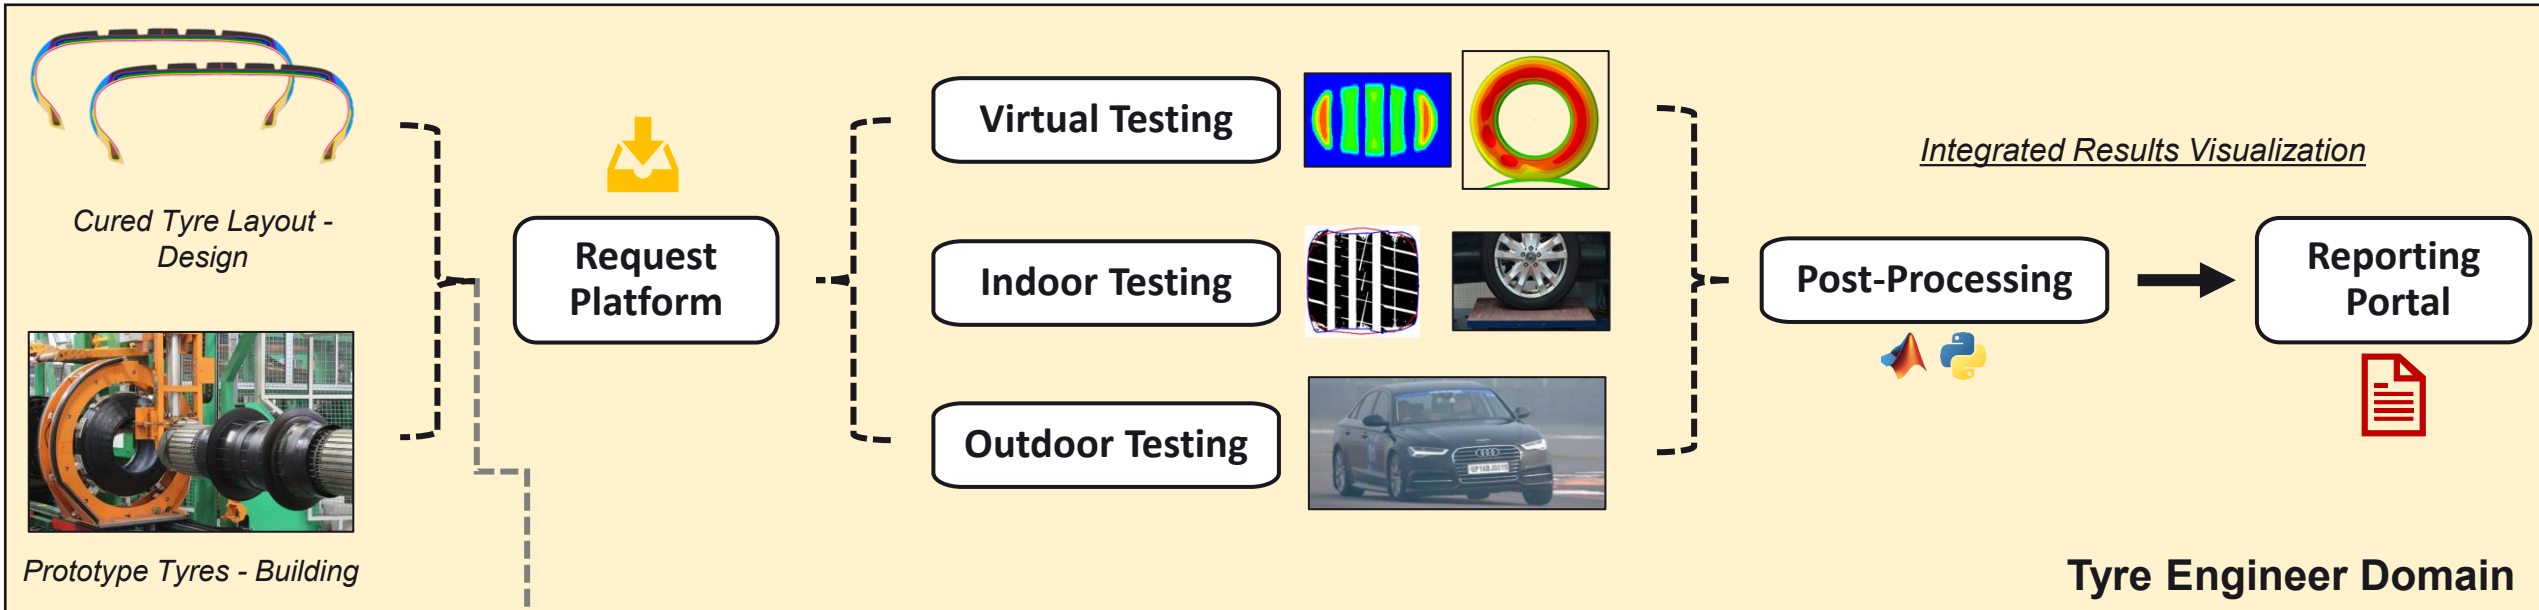 Cured Tyre Layout -
Design
Prototype Tyres - Building
Request
Platform
Virtual Testing
Indoor Testing
Outdoor Testing
Integrated Results Visualization
Post-Processing
Reporting
Portal
Tyre Engineer Domain